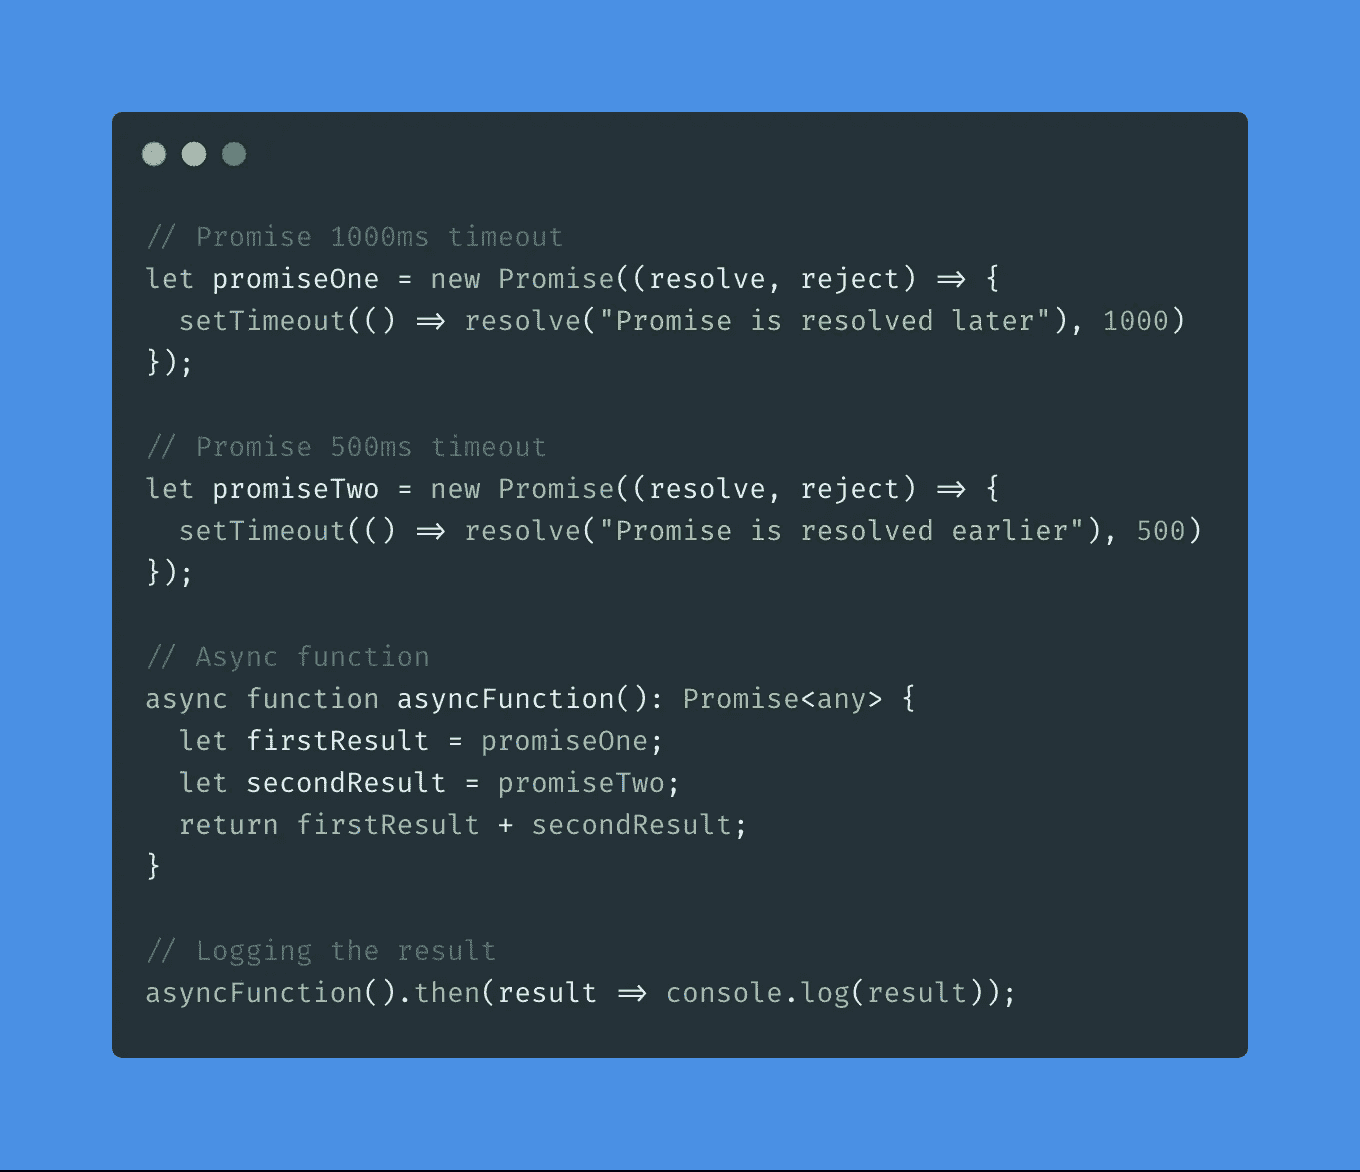 // Promise 1000ms timeout
let promiseOne = new Promise((resolve, reject) => {
  setTimeout(() => resolve("Promise is resolved later"), 1000)
});
// Promise 500ms timeout
let promiseTwo = new Promise((resolve, reject) => {
  setTimeout(() => resolve("Promise is resolved earlier"), 500)
});
// Async function
async function asyncFunction(): Promise<any> {
  let firstResult = promiseOne;
  let secondResult = promiseTwo;
  return firstResult + secondResult;
}
// Logging the result
asyncFunction().then(result => console.log(result));